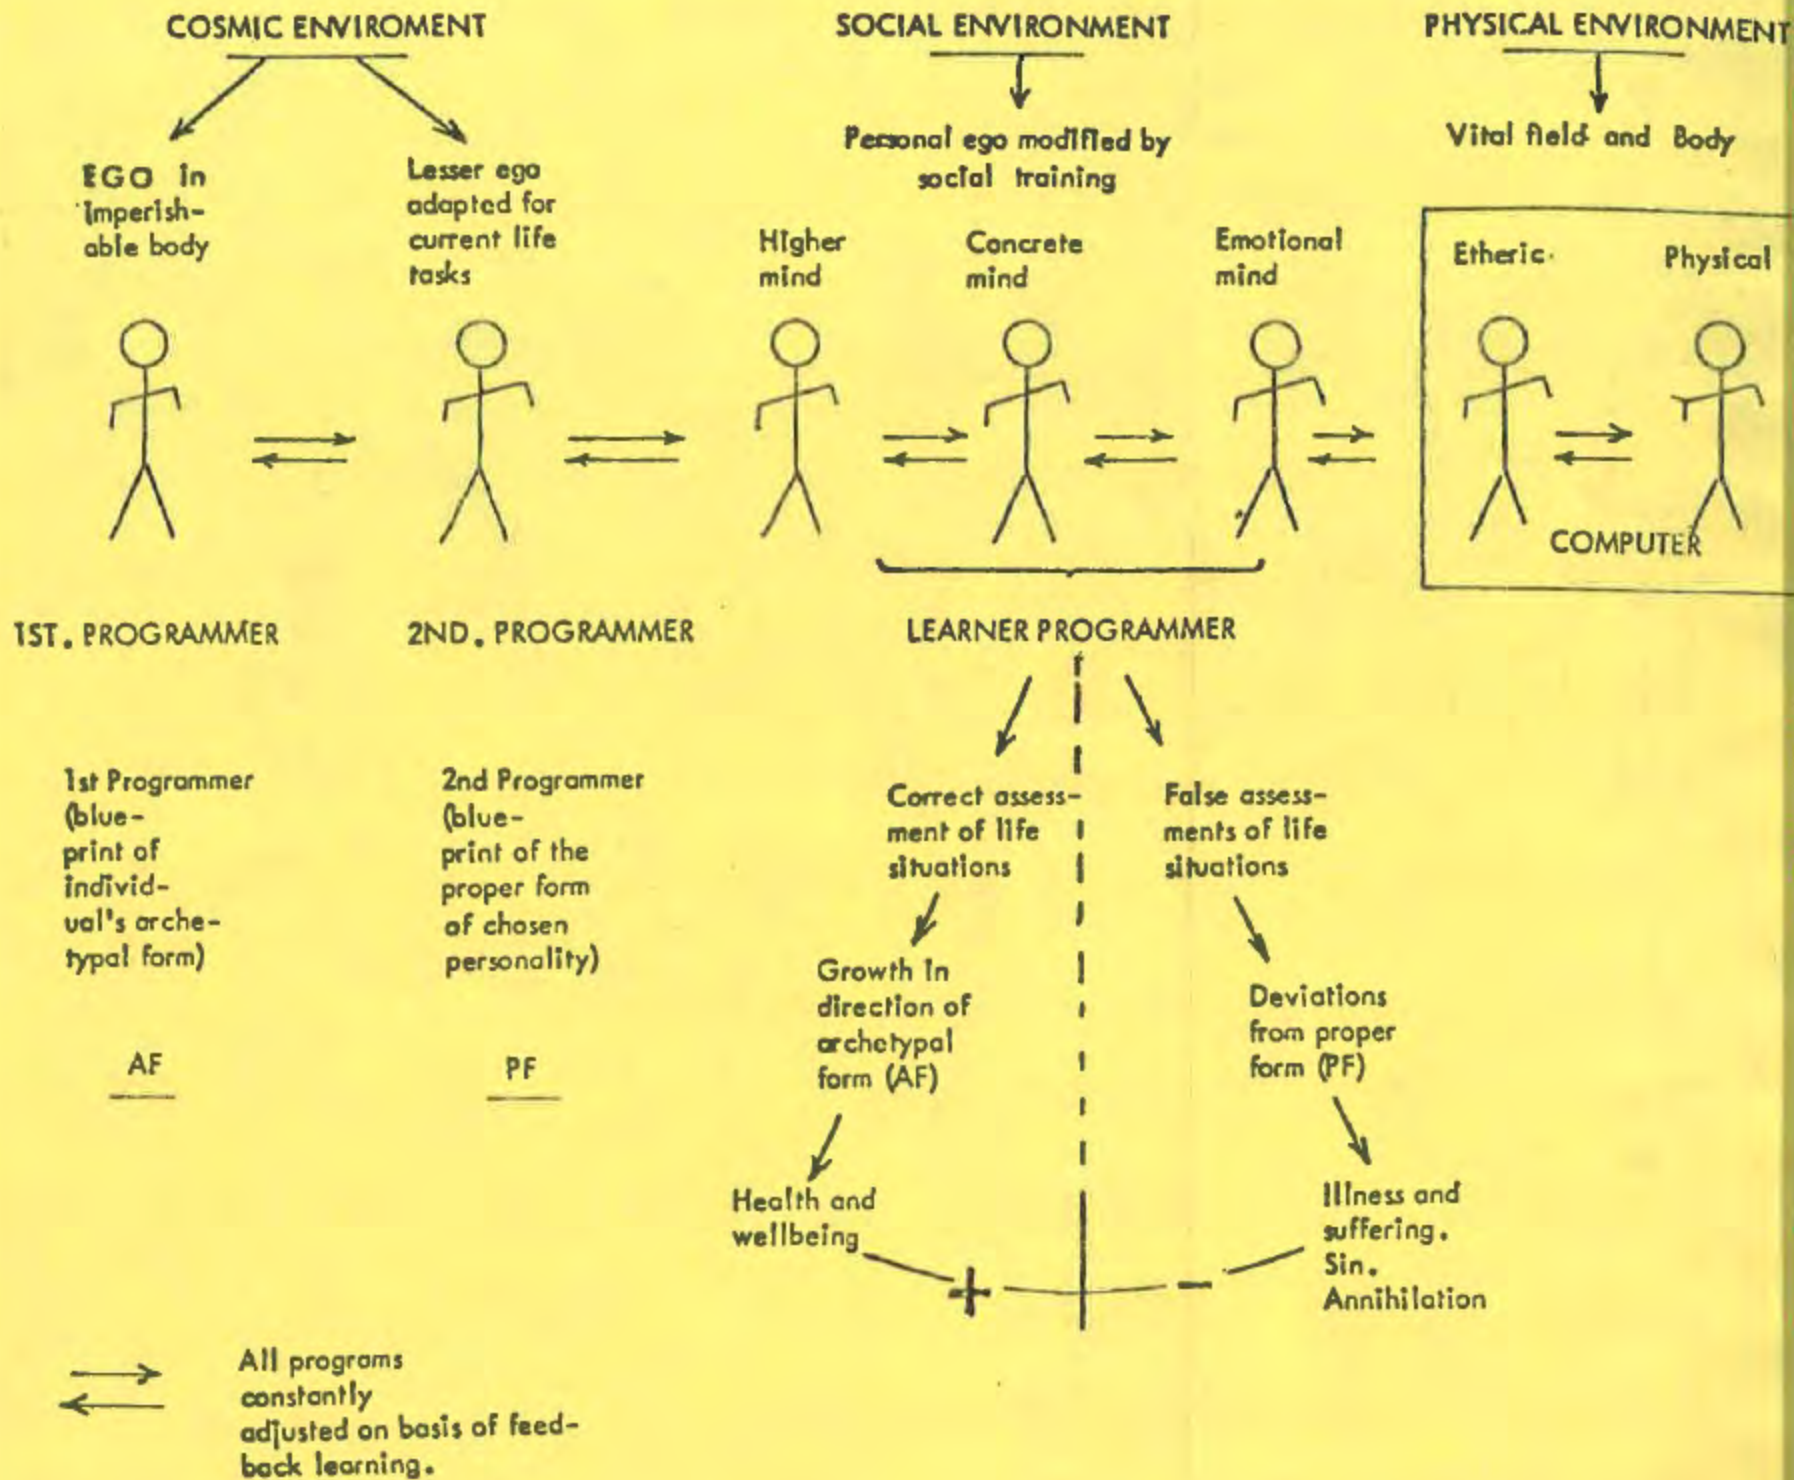 COSMIC ENVIROMENT
SOCIAL ENVIRONMENT
PHYSICAL ENVIRONMENT
EGO in
imperish-
able body
Lesser ego
adapted for
current life
tasks
Personal ego modified by
social training
Vital field and Body
Higher
mind
Concrete
mind
Emotional
mind
Etheric
Physical
COMPUTER
1ST. PROGRAMMER
2ND. PROGRAMMER
LEARNER PROGRAMMER
1st Programmer
(blue-
print of
individ-
ual's arche-
typal form)
AF
2nd Programmer
(blue-
print of the
proper form
of chosen
personality)
PF
Correct assess-
ment of life
situations
Growth in
direction of
archetypal
form (AF)
Health and
wellbeing
False assess-
ments of life
situations
Deviations
from proper
form (PF)
Illness and
suffering.
Sin.
Annihilation
+
−
All programs
constantly
adjusted on basis of feed-
back learning.